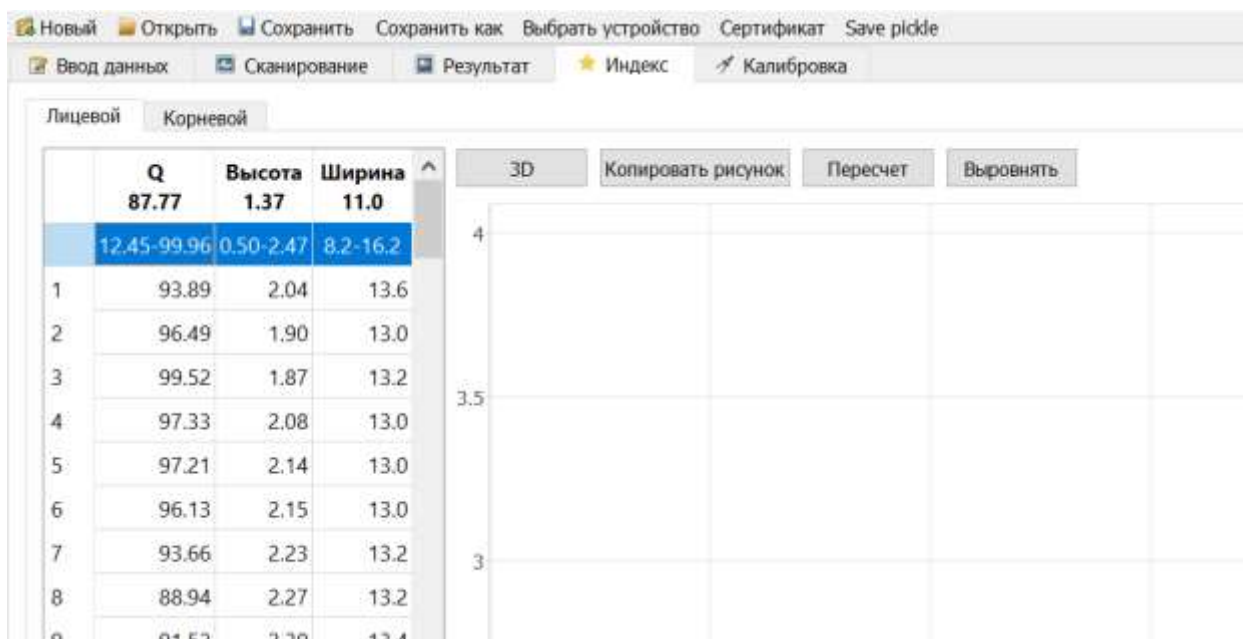 Новый Открыть Сохранить Сохранить как Выбрать устройство Сертификат Save pickle
Ввод данных Сканирование Результат Индекс Калибровка
Лицевой Корневой
Q Высота Ширина
87.77 1.37 11.0
3D Копировать рисунок Пересчет Выровнять
12.45-99.96 0.50-2.47 8.2-16.2
4
1 93.89 2.04 13.6
2 96.49 1.90 13.0
3 99.52 1.87 13.2
3.5
4 97.33 2.08 13.0
5 97.21 2.14 13.0
6 96.13 2.15 13.0
7 93.66 2.23 13.2
3
8 88.94 2.27 13.2